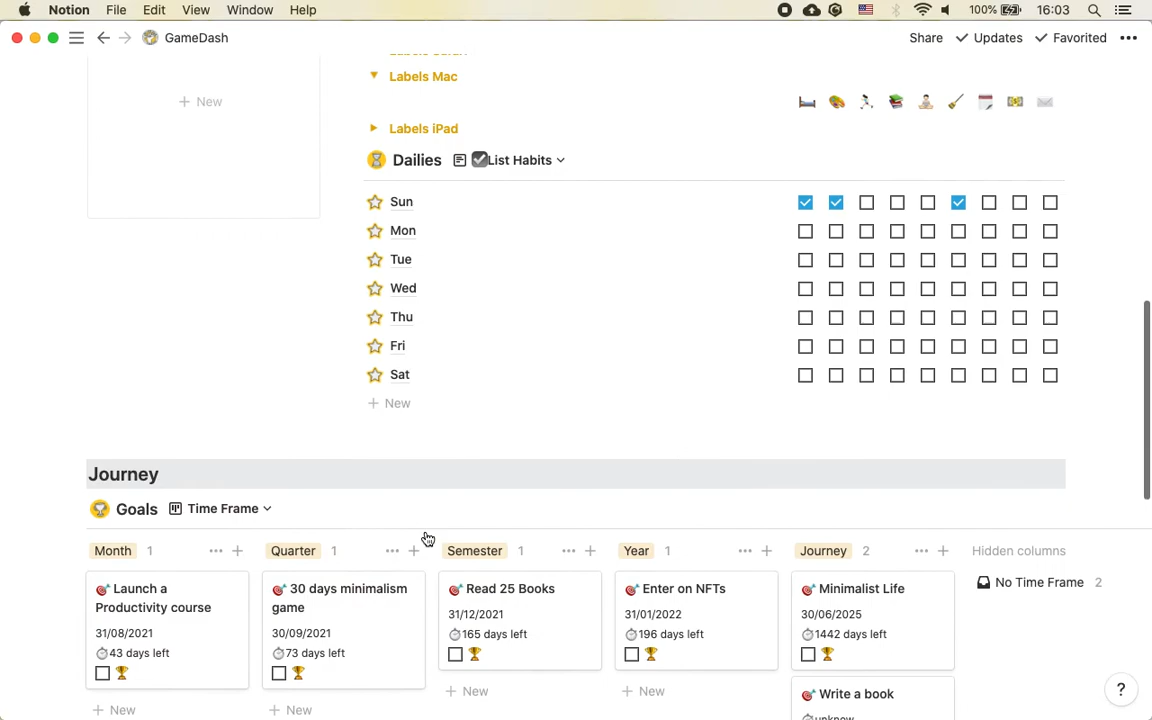 Notion File Edit View Window Help 100% 16:03
GameDash Share Updates Favorited
Labels Mac
+ New
Labels iPad
Dailies List Habits
Sun
Mon
Tue
Wed
Thu
Fri
Sat
+ New
Journey
Goals Time Frame
Month 1
Quarter 1
Semester 1
Year 1
Journey 2
Hidden columns
Launch a
Productivity course
31/08/2021
43 days left
+ New
30 days minimalism
game
30/09/2021
73 days left
+ New
Read 25 Books
31/12/2021
165 days left
+ New
Enter on NFTs
31/01/2022
196 days left
+ New
Minimalist Life
30/06/2025
1442 days left
Write a book
unknow
No Time Frame 2
?